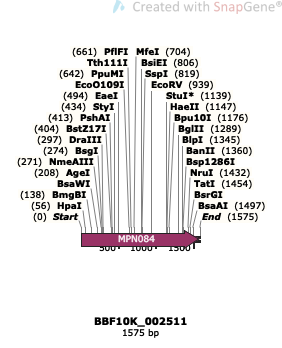 Created with SnapGene®
(661) PflFI MfeI (704)
Tth111I BsiEI (806)
(642) PpuMI SspI (819)
EcoO109I EcoRV (939)
(494) EaeI StuI* (1139)
(434) StyI HaeII (1147)
(413) PshAI Bpu10I (1176)
(404) BstZ17I BglII (1289)
(297) DraIII BlpI (1345)
(274) BsgI BanII (1360)
(271) NmeAIII Bsp1286I
(208) AgeI NruI (1432)
BsaWI TatI (1454)
(138) BmgBI BsrGI
(56) HpaI BsaAI (1497)
(0) Start End (1575)
MPN084
500 1000 1500
BBF10K_002511
1575 bp